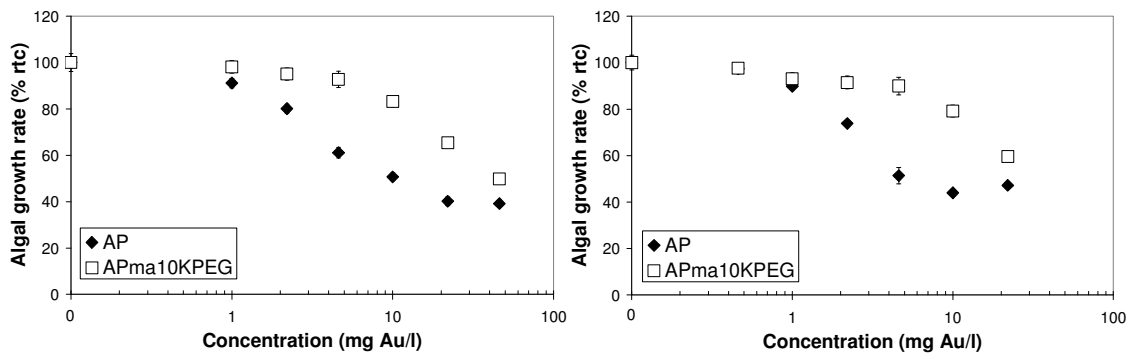 120
100
80
60
40
20
0
Algal growth rate (% rtc)
AP
APma10KPEG
0 1 10 100
Concentration (mg Au/l)
120
100
80
60
40
20
0
Algal growth rate (% rtc)
AP
APma10KPEG
0 1 10 100
Concentration (mg Au/l)